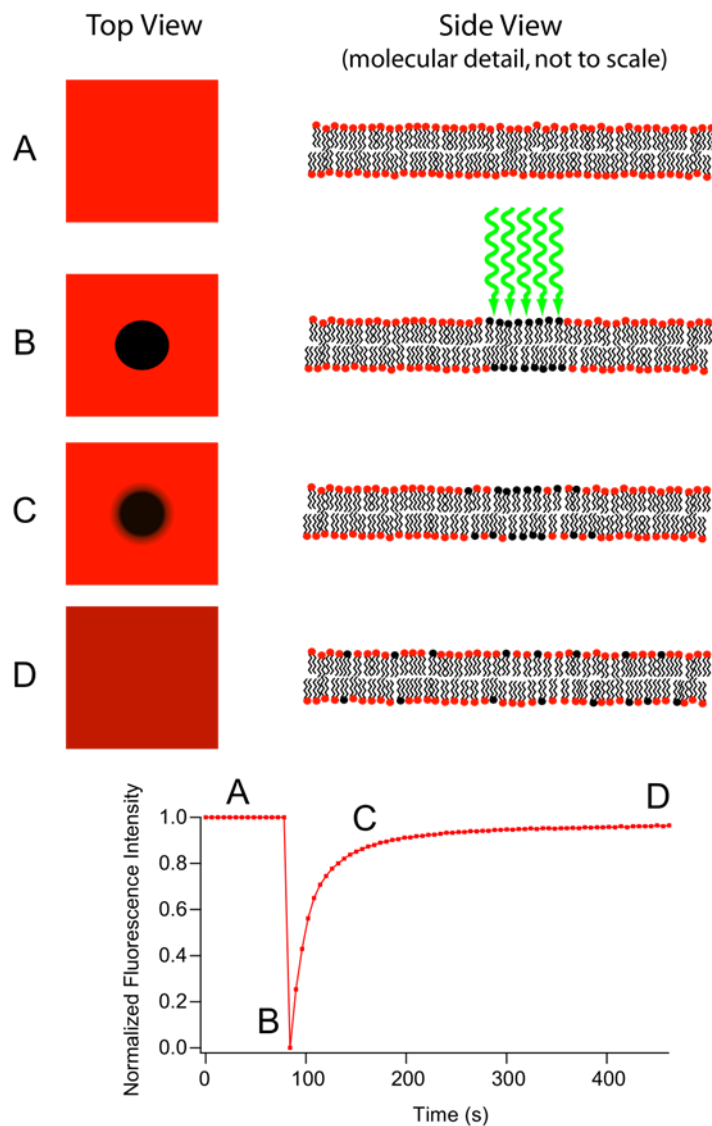 Top View
Side View
(molecular detail, not to scale)
A
B
C
D
A
C
D
B
Normalized Fluorescence Intensity
1.0
0.8
0.6
0.4
0.2
0.0
0 100 200 300 400
Time (s)